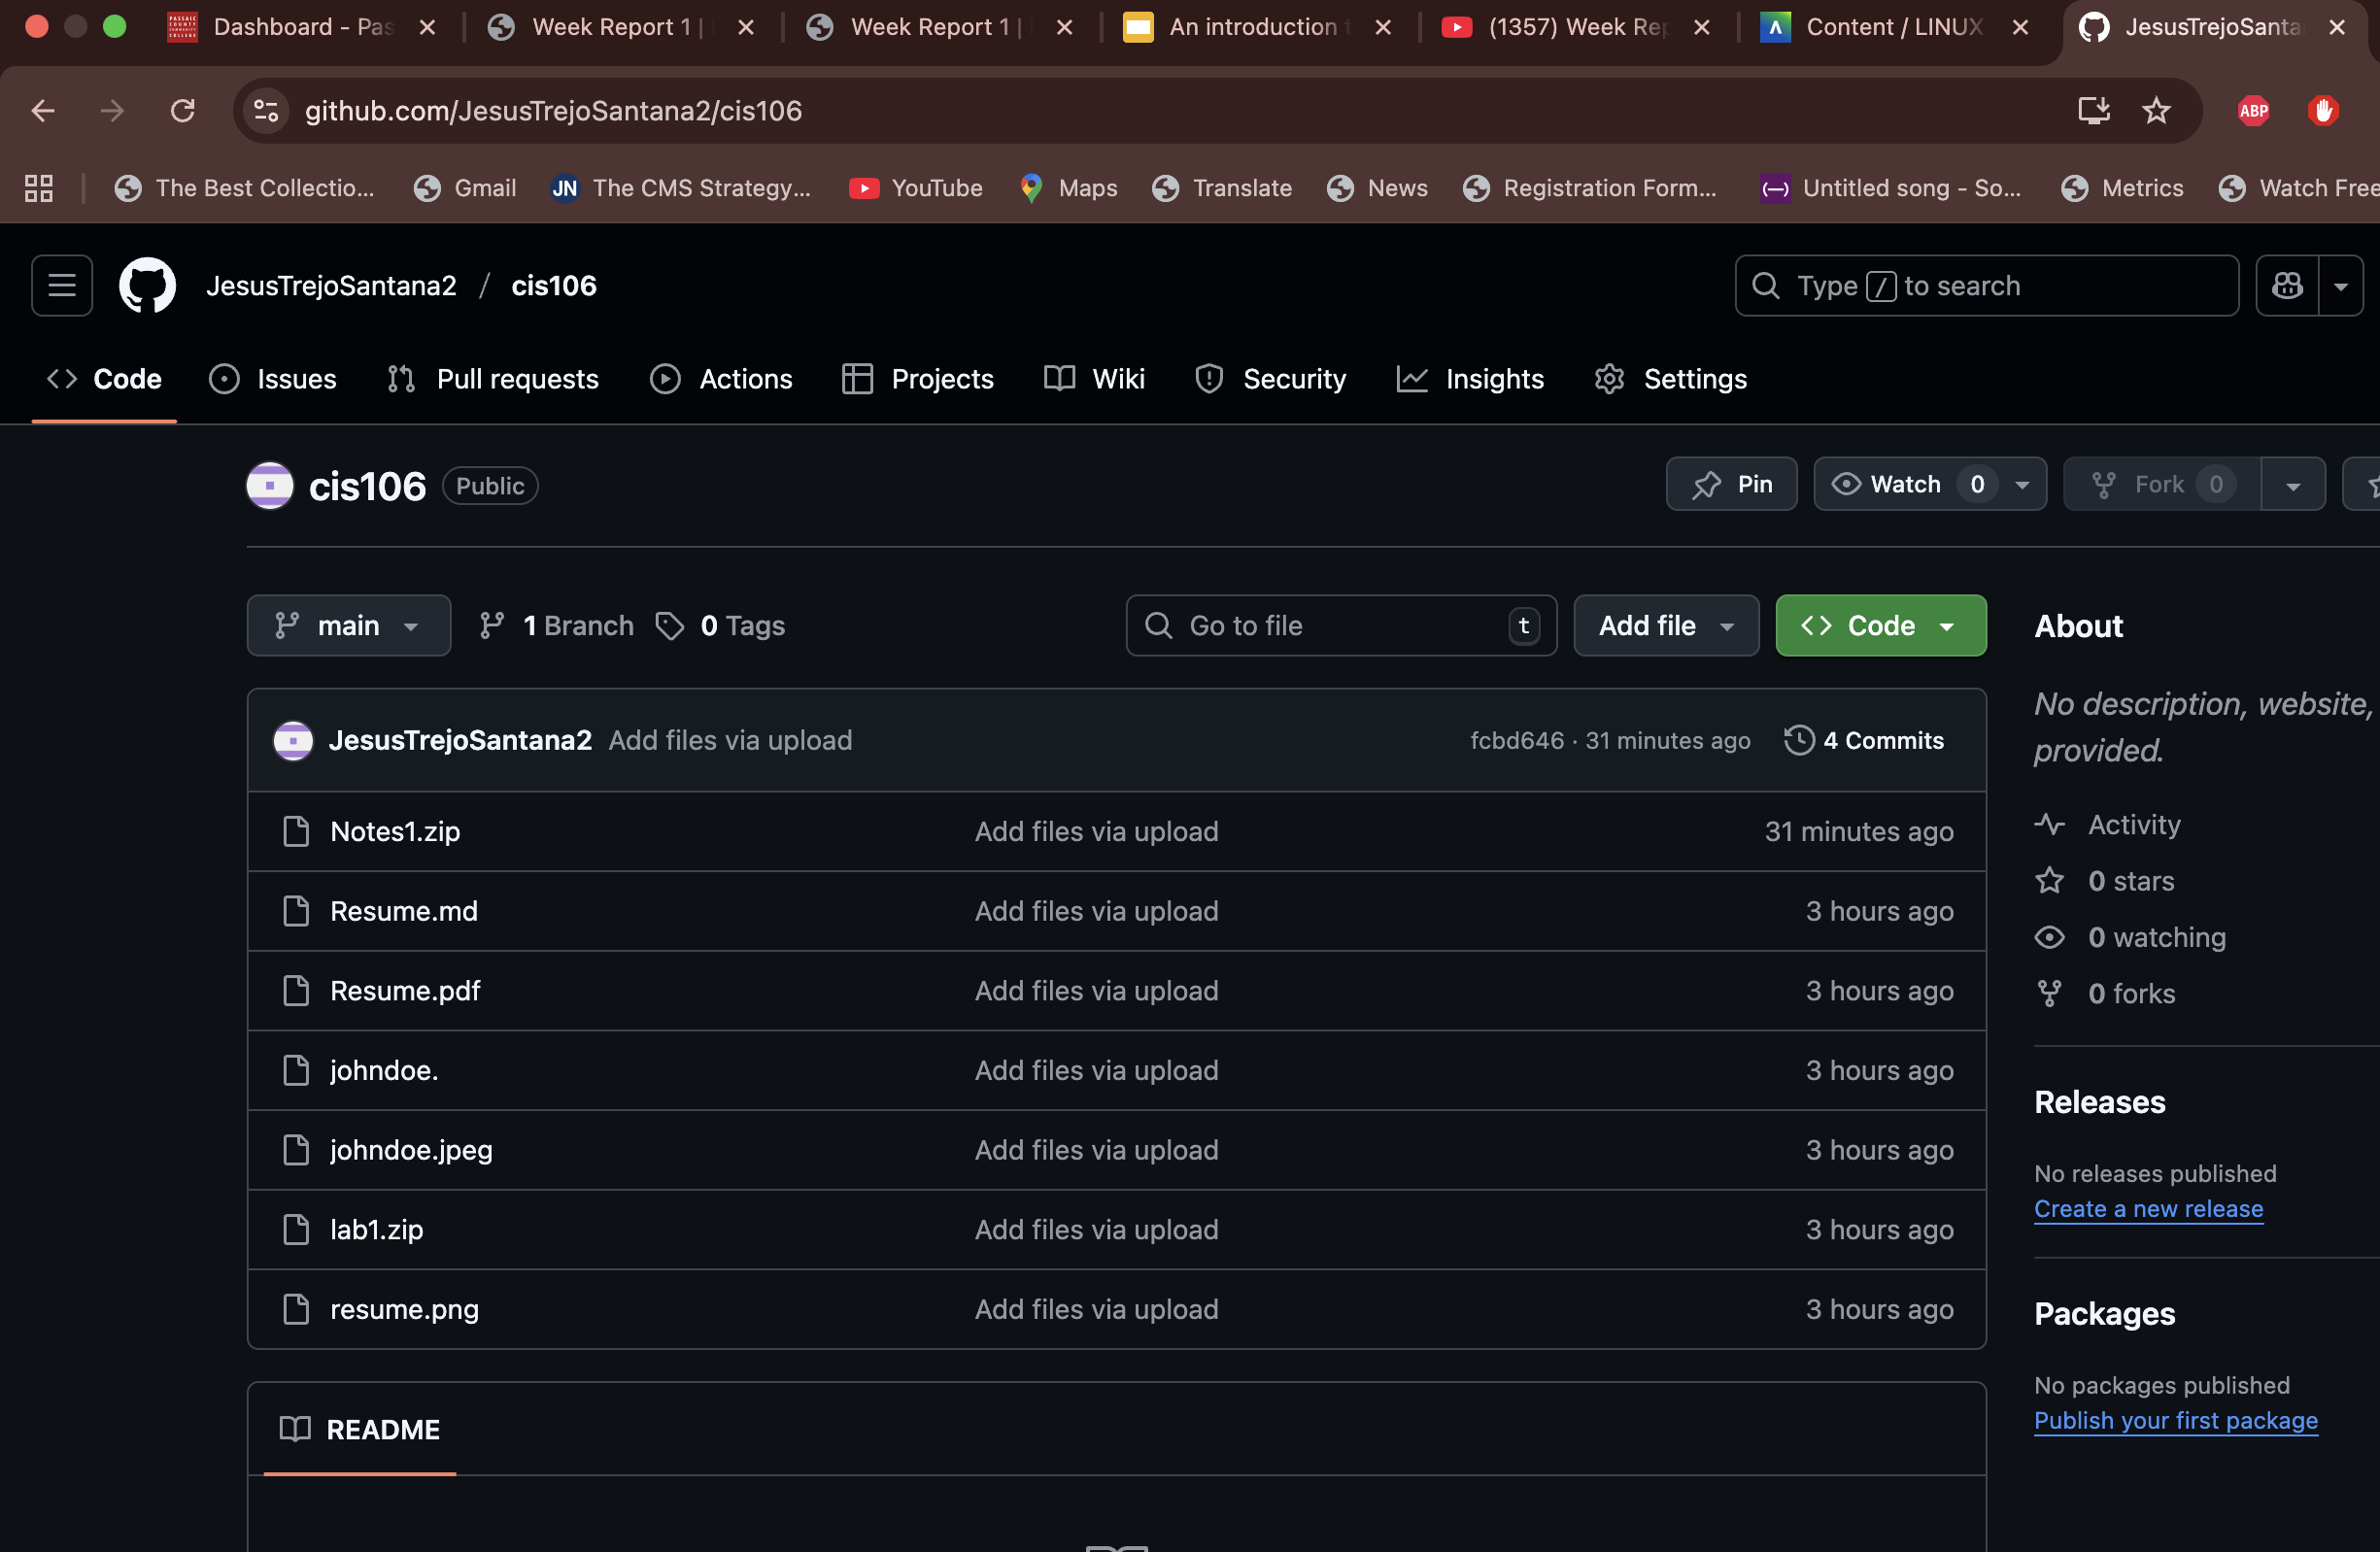 Dashboard - Pas
Week Report 1 |
Week Report 1 |
An introduction t
(1357) Week Rep
Content / LINUX
JesusTrejoSanta
github.com/JesusTrejoSantana2/cis106
ABP
The Best Collectio...
Gmail
JN The CMS Strategy...
YouTube
Maps
Translate
News
Registration Form...
Untitled song - So...
Metrics
Watch Free
JesusTrejoSantana2 / cis106
Type / to search
Code
Issues
Pull requests
Actions
Projects
Wiki
Security
Insights
Settings
cis106 Public
Pin
Watch 0
Fork 0
main
1 Branch
0 Tags
Go to file t
Add file
Code
JesusTrejoSantana2 Add files via upload fcbd646 · 31 minutes ago 4 Commits
Notes1.zip Add files via upload 31 minutes ago
Resume.md Add files via upload 3 hours ago
Resume.pdf Add files via upload 3 hours ago
johndoe. Add files via upload 3 hours ago
johndoe.jpeg Add files via upload 3 hours ago
lab1.zip Add files via upload 3 hours ago
resume.png Add files via upload 3 hours ago
README
About
No description, website,
provided.
Activity
0 stars
0 watching
0 forks
Releases
No releases published
Create a new release
Packages
No packages published
Publish your first package